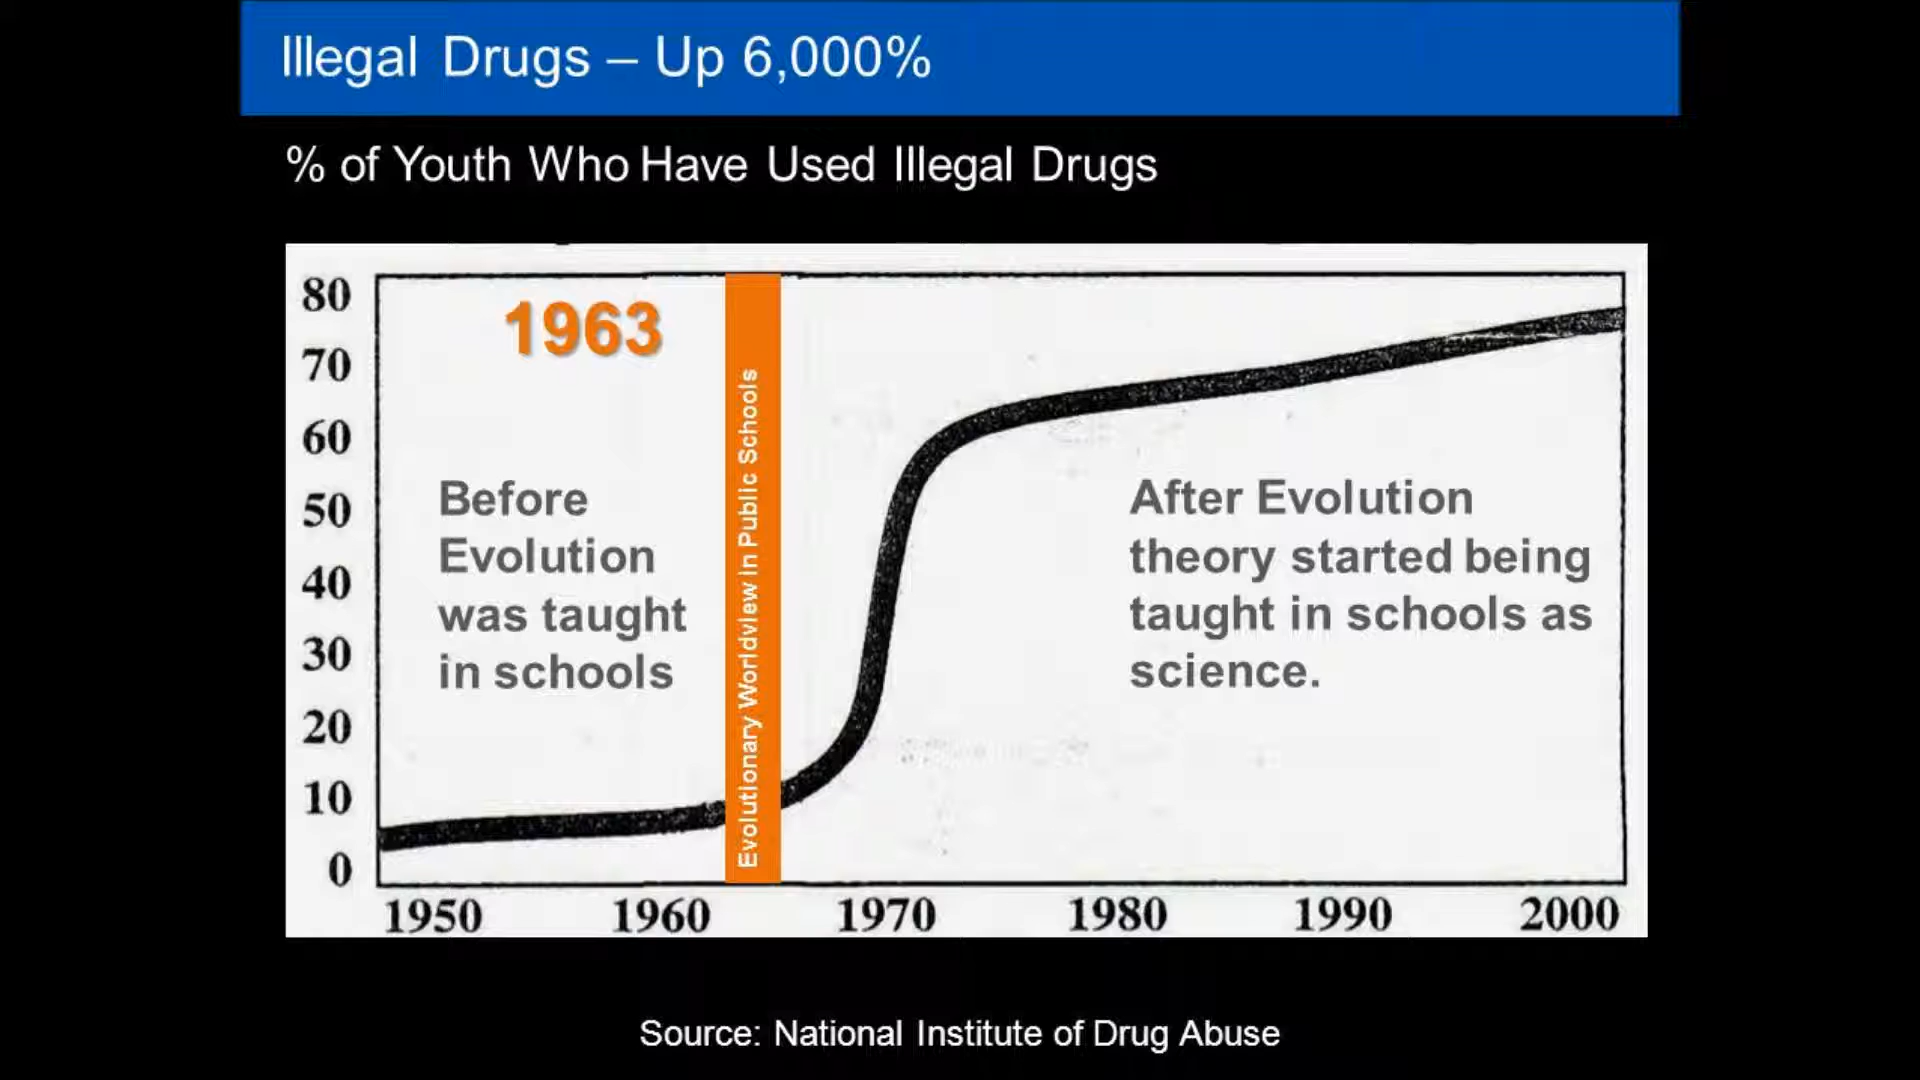 Illegal Drugs – Up 6,000%
% of Youth Who Have Used Illegal Drugs
80
70
60
50
40
30
20
10
0
1963
Before
Evolution
was taught
in schools
Evolutionary Worldview in Public Schools
After Evolution
theory started being
taught in schools as
science.
1950 1960 1970 1980 1990 2000
Source: National Institute of Drug Abuse